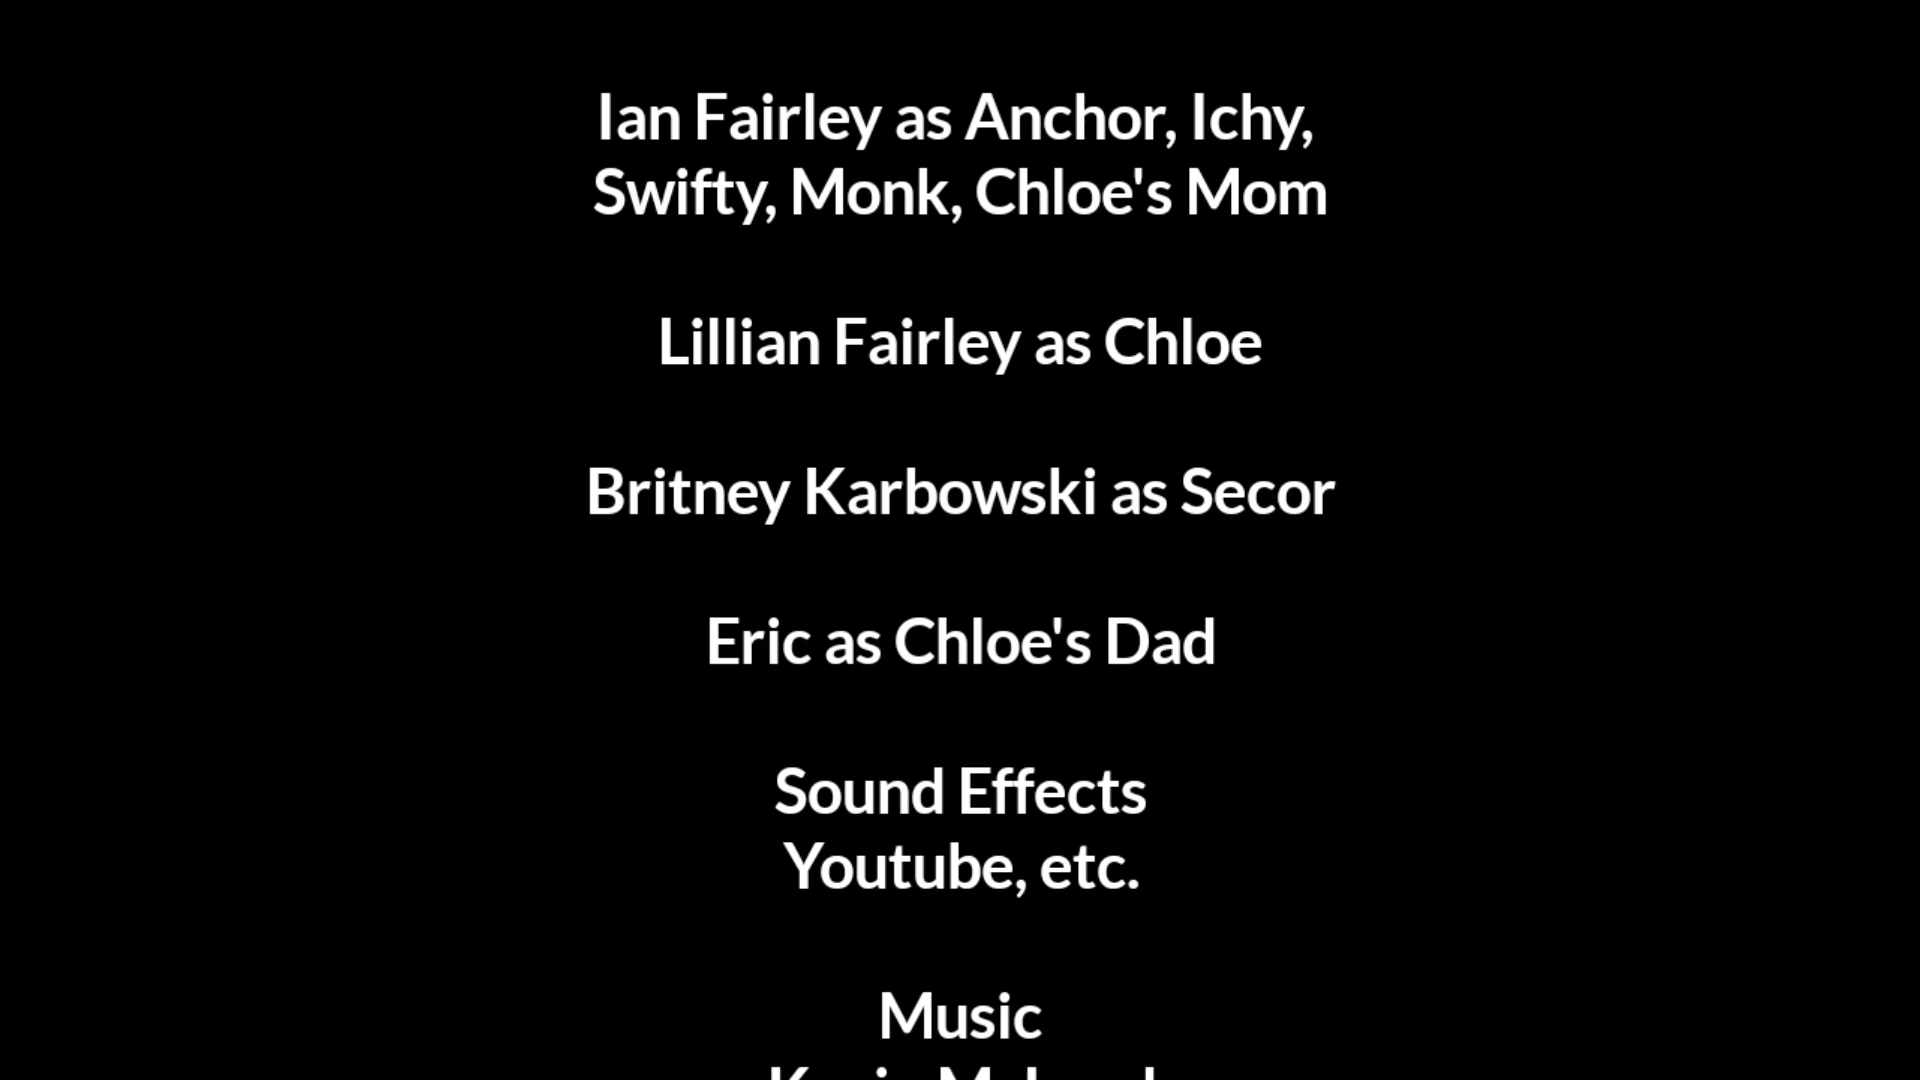 Ian Fairley as Anchor, Ichy,
Swifty, Monk, Chloe's Mom
Lillian Fairley as Chloe
Britney Karbowski as Secor
Eric as Chloe's Dad
Sound Effects
Youtube, etc.
Music